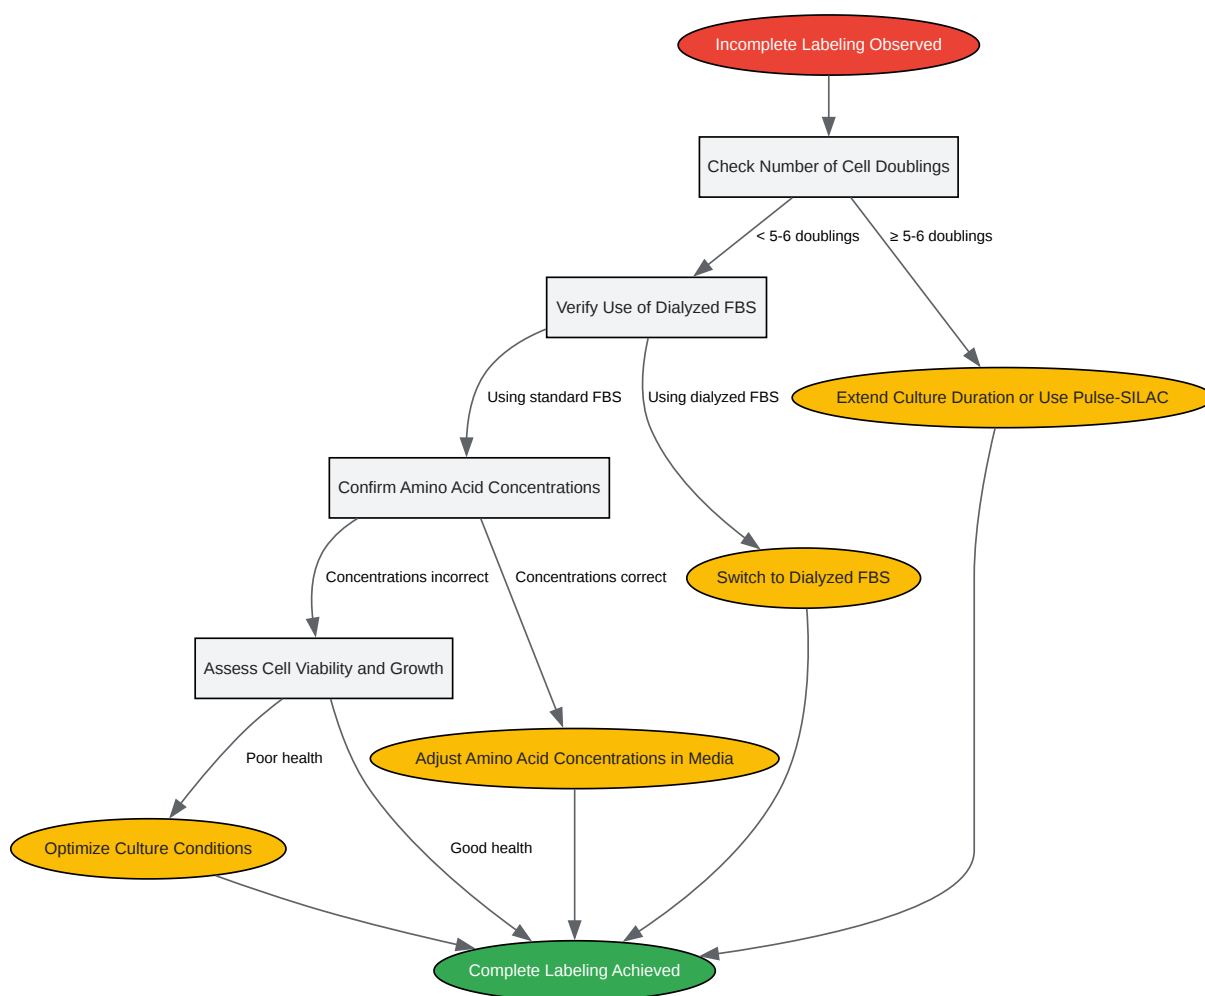 Incomplete Labeling Observed
Check Number of Cell Doublings
< 5-6 doublings
≥ 5-6 doublings
Verify Use of Dialyzed FBS
Using standard FBS
Using dialyzed FBS
Extend Culture Duration or Use Pulse-SILAC
Confirm Amino Acid Concentrations
Concentrations incorrect
Concentrations correct
Switch to Dialyzed FBS
Assess Cell Viability and Growth
Poor health
Adjust Amino Acid Concentrations in Media
Optimize Culture Conditions
Good health
Complete Labeling Achieved